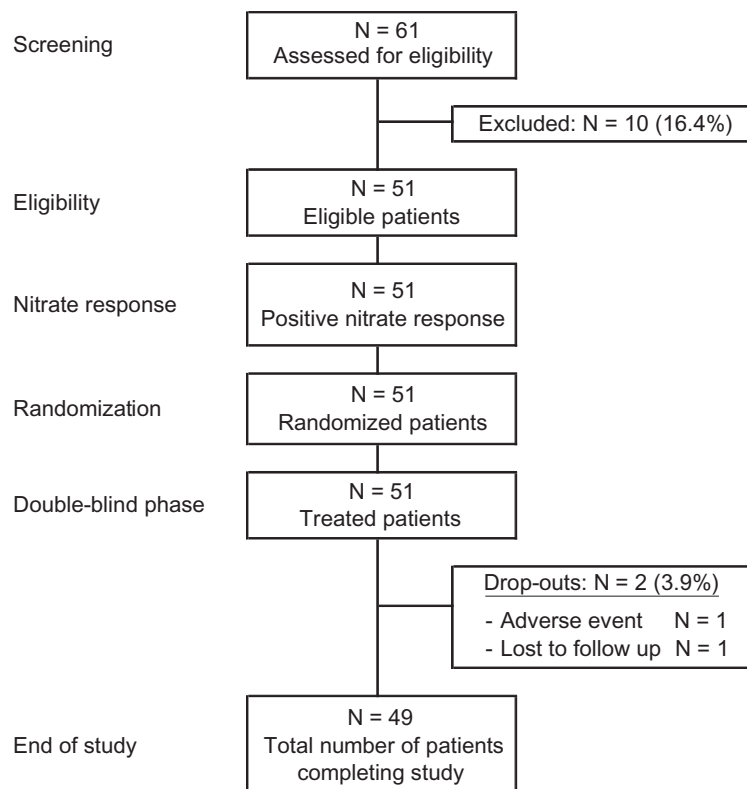 Screening
N = 61
Assessed for eligibility
Excluded: N = 10 (16.4%)
Eligibility
N = 51
Eligible patients
Nitrate response
N = 51
Positive nitrate response
Randomization
N = 51
Randomized patients
Double-blind phase
N = 51
Treated patients
Drop-outs: N = 2 (3.9%)
- Adverse event N = 1
- Lost to follow up N = 1
End of study
N = 49
Total number of patients
completing study